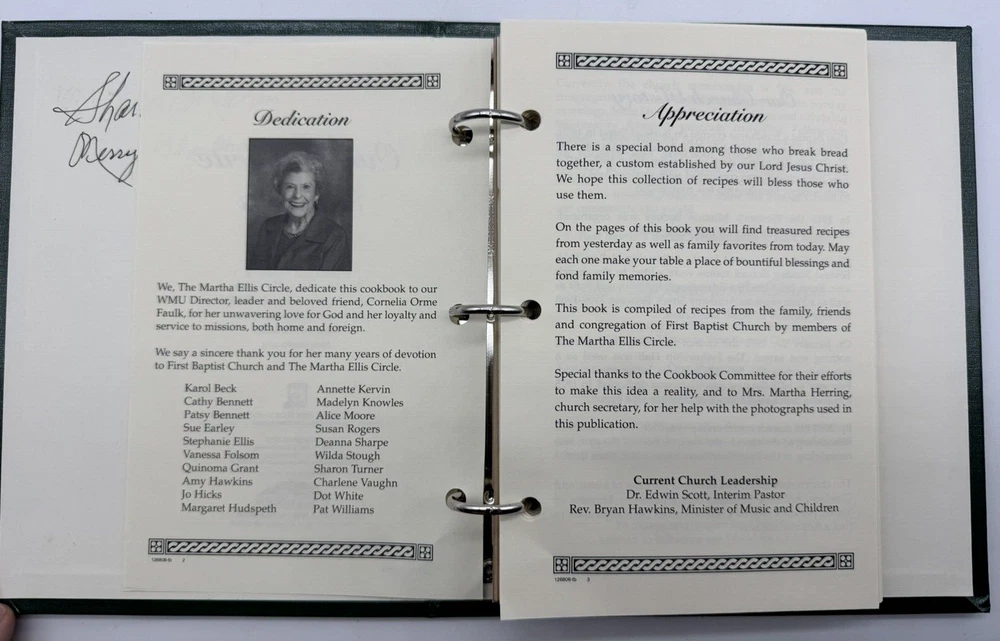 Dedication
We, The Martha Ellis Circle, dedicate this cookbook to our
WMU Director, leader and beloved friend, Cornelia Orme
Faulk, for her unwavering love for God and her loyalty and
service to missions, both home and foreign.
We say a sincere thank you for her many years of devotion
to First Baptist Church and The Martha Ellis Circle.
Karol Beck
Cathy Bennett
Patsy Bennett
Sue Earley
Stephanie Ellis
Vanessa Folsom
Quinoma Grant
Amy Hawkins
Jo Hicks
Margaret Hudspeth
Annette Kervin
Madelyn Knowles
Alice Moore
Susan Rogers
Deanna Sharpe
Wilda Stough
Sharon Turner
Charlene Vaughn
Dot White
Pat Williams
Appreciation
There is a special bond among those who break bread
together, a custom established by our Lord Jesus Christ.
We hope this collection of recipes will bless those who
use them.
On the pages of this book you will find treasured recipes
from yesterday as well as family favorites from today. May
each one make your table a place of bountiful blessings and
fond family memories.
This book is compiled of recipes from the family, friends
and congregation of First Baptist Church by members of
The Martha Ellis Circle.
Special thanks to the Cookbook Committee for their efforts
to make this idea a reality, and to Mrs. Martha Herring,
church secretary, for her help with the photographs used in
this publication.
Current Church Leadership
Dr. Edwin Scott, Interim Pastor
Rev. Bryan Hawkins, Minister of Music and Children